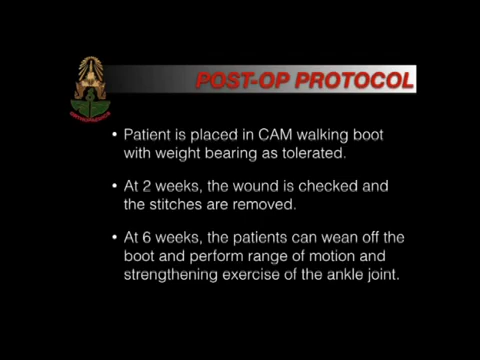 POST-OP PROTOCOL
• Patient is placed in CAM walking boot
with weight bearing as tolerated.
• At 2 weeks, the wound is checked and
the stitches are removed.
• At 6 weeks, the patients can wean off the
boot and perform range of motion and
strengthening exercise of the ankle joint.